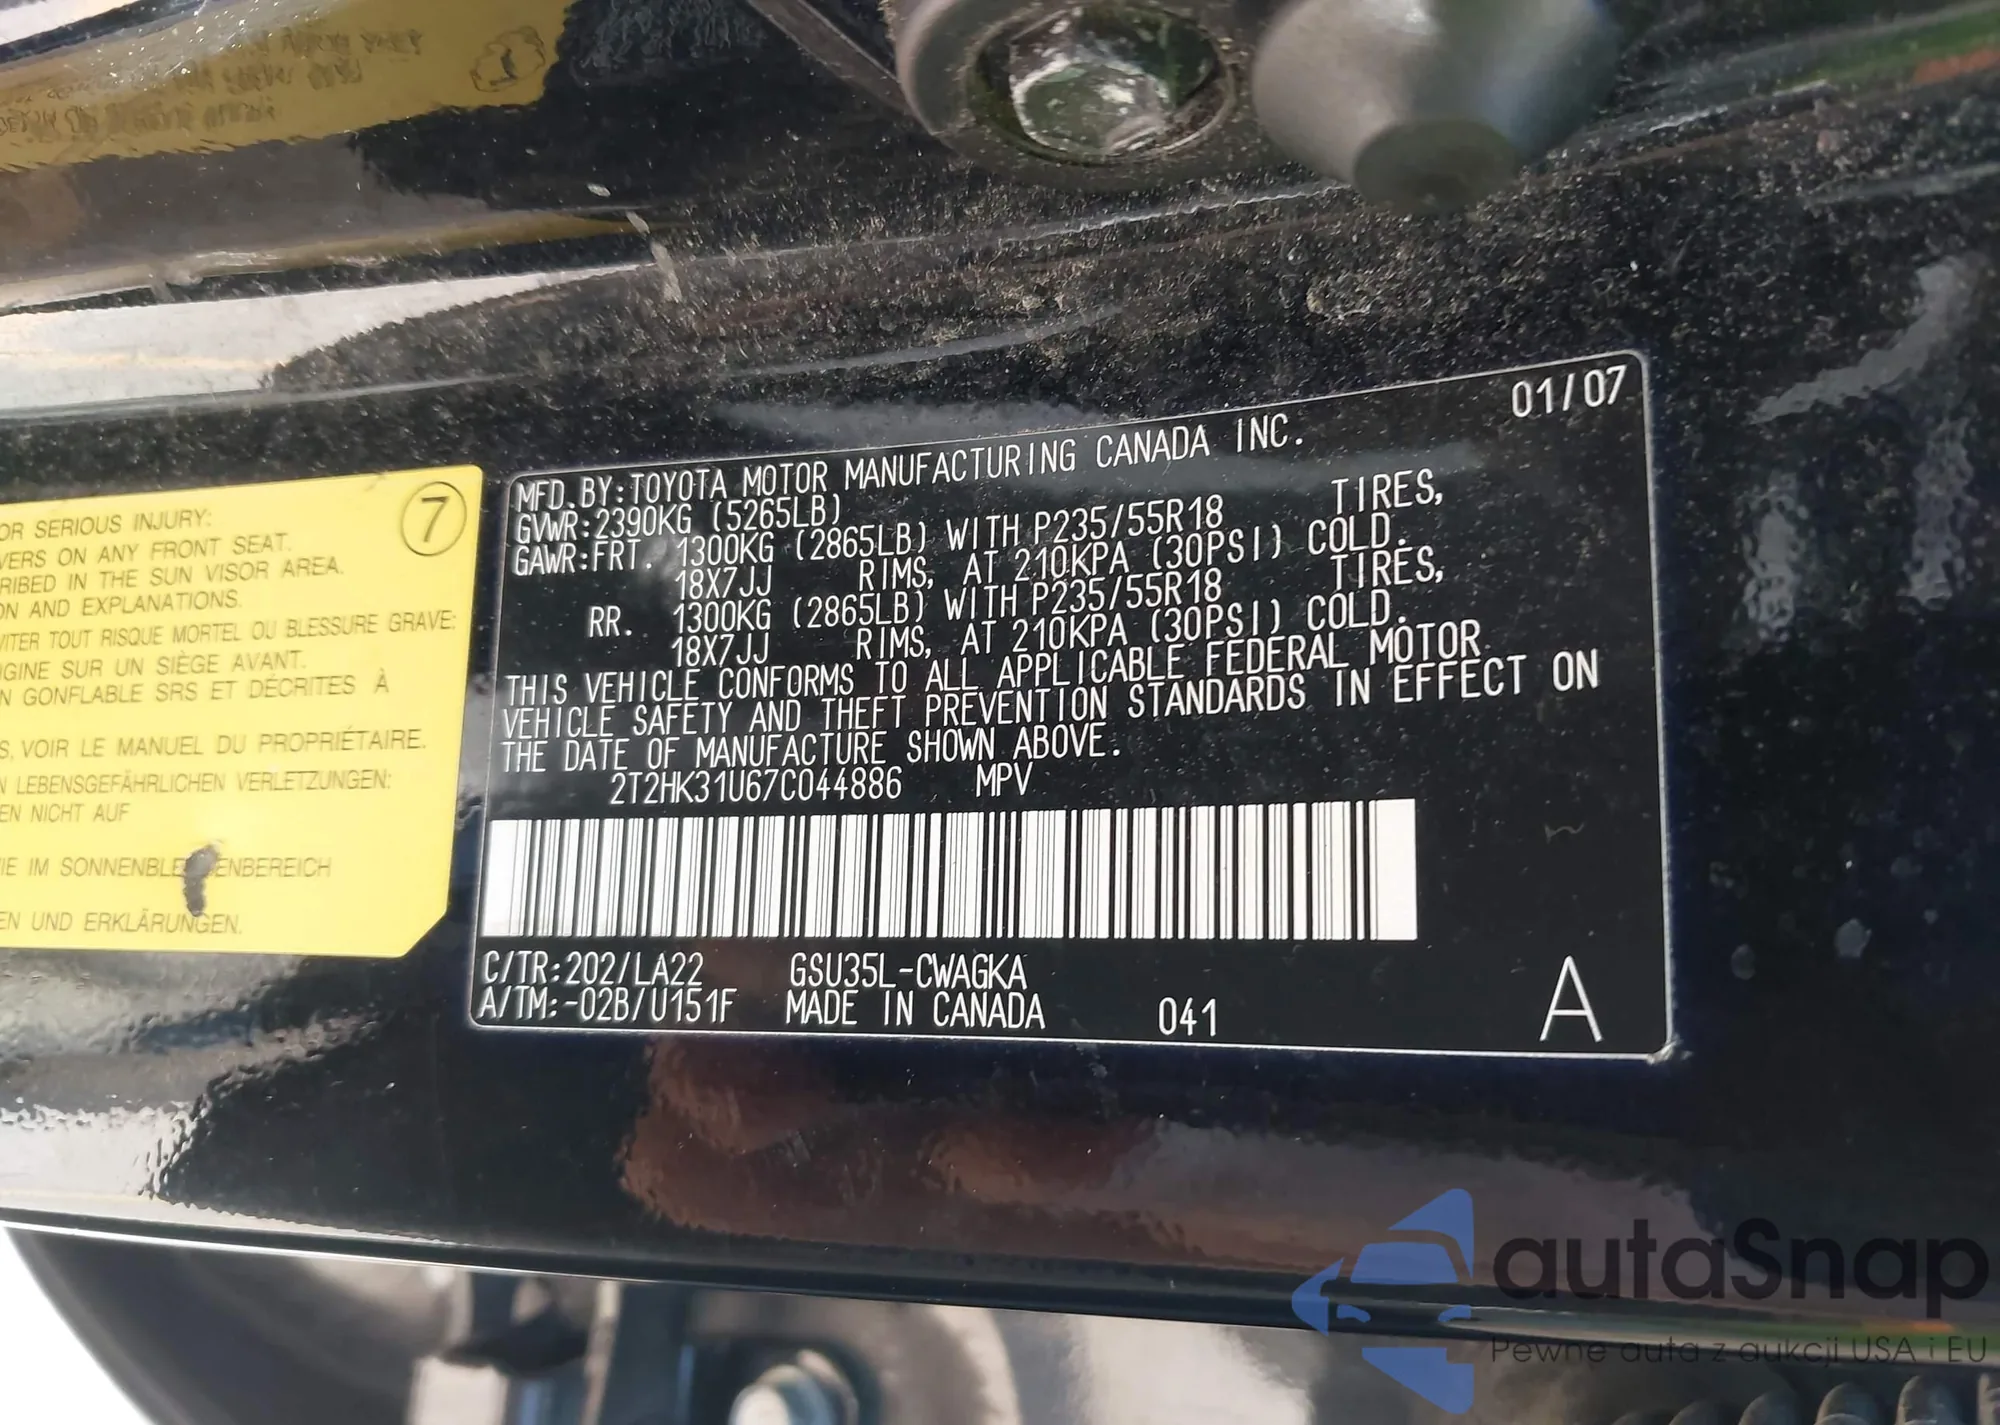 7
OR SERIOUS INJURY:
VERS ON ANY FRONT SEAT.
RIBED IN THE SUN VISOR AREA.
ON AND EXPLANATIONS.
VITER TOUT RISQUE MORTEL OU BLESSURE GRAVE:
GINE SUR UN SIÈGE AVANT.
N GONFLABLE SRS ET DÉCRITES À
S, VOIR LE MANUEL DU PROPRIÉTAIRE.
N LEBENSGEFÄHRLICHEN VERLETZUNGEN:
EN NICHT AUF
IE IM SONNENBLE ENBEREICH
EN UND ERKLÄRUNGEN.
01/07
MFD.BY:TOYOTA MOTOR MANUFACTURING CANADA INC.
GVWR:2390KG (5265LB)
GAWR:FRT. 1300KG (2865LB) WITH P235/55R18 TIRES,
18X7JJ RIMS, AT 210KPA (30PSI) COLD.
RR. 1300KG (2865LB) WITH P235/55R18 TIRES,
18X7JJ RIMS, AT 210KPA (30PSI) COLD.
THIS VEHICLE CONFORMS TO ALL APPLICABLE FEDERAL MOTOR
VEHICLE SAFETY AND THEFT PREVENTION STANDARDS IN EFFECT ON
THE DATE OF MANUFACTURE SHOWN ABOVE.
2T2HK31U67C044886 MPV
C/TR:202/LA22 GSU35L-CWAGKA
A/TM:-02B/U151F MADE IN CANADA 041 A
autaSnap
Pewne auta z aukcji USA i EU